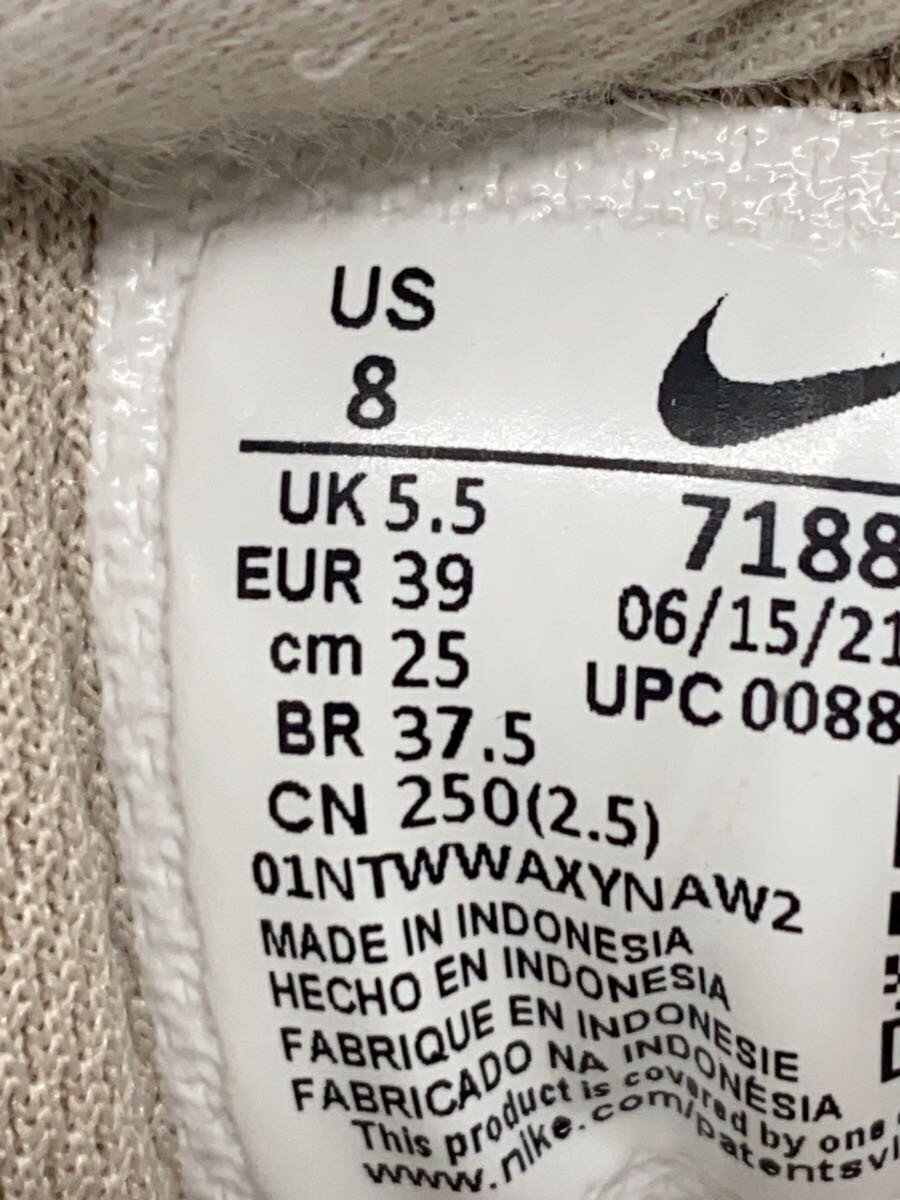 US
8
UK 5.5
EUR 39
cm 25
BR 37.5
CN 250(2.5)
7188
06/15/21
UPC 0088
01NTWWAXYNAW2
MADE IN INDONESIA
HECHO EN INDONESIA
FABRIQUE EN INDONESIE
FABRICADO NA INDONÉSIA
This product is covered by one
www.nike.com/patents